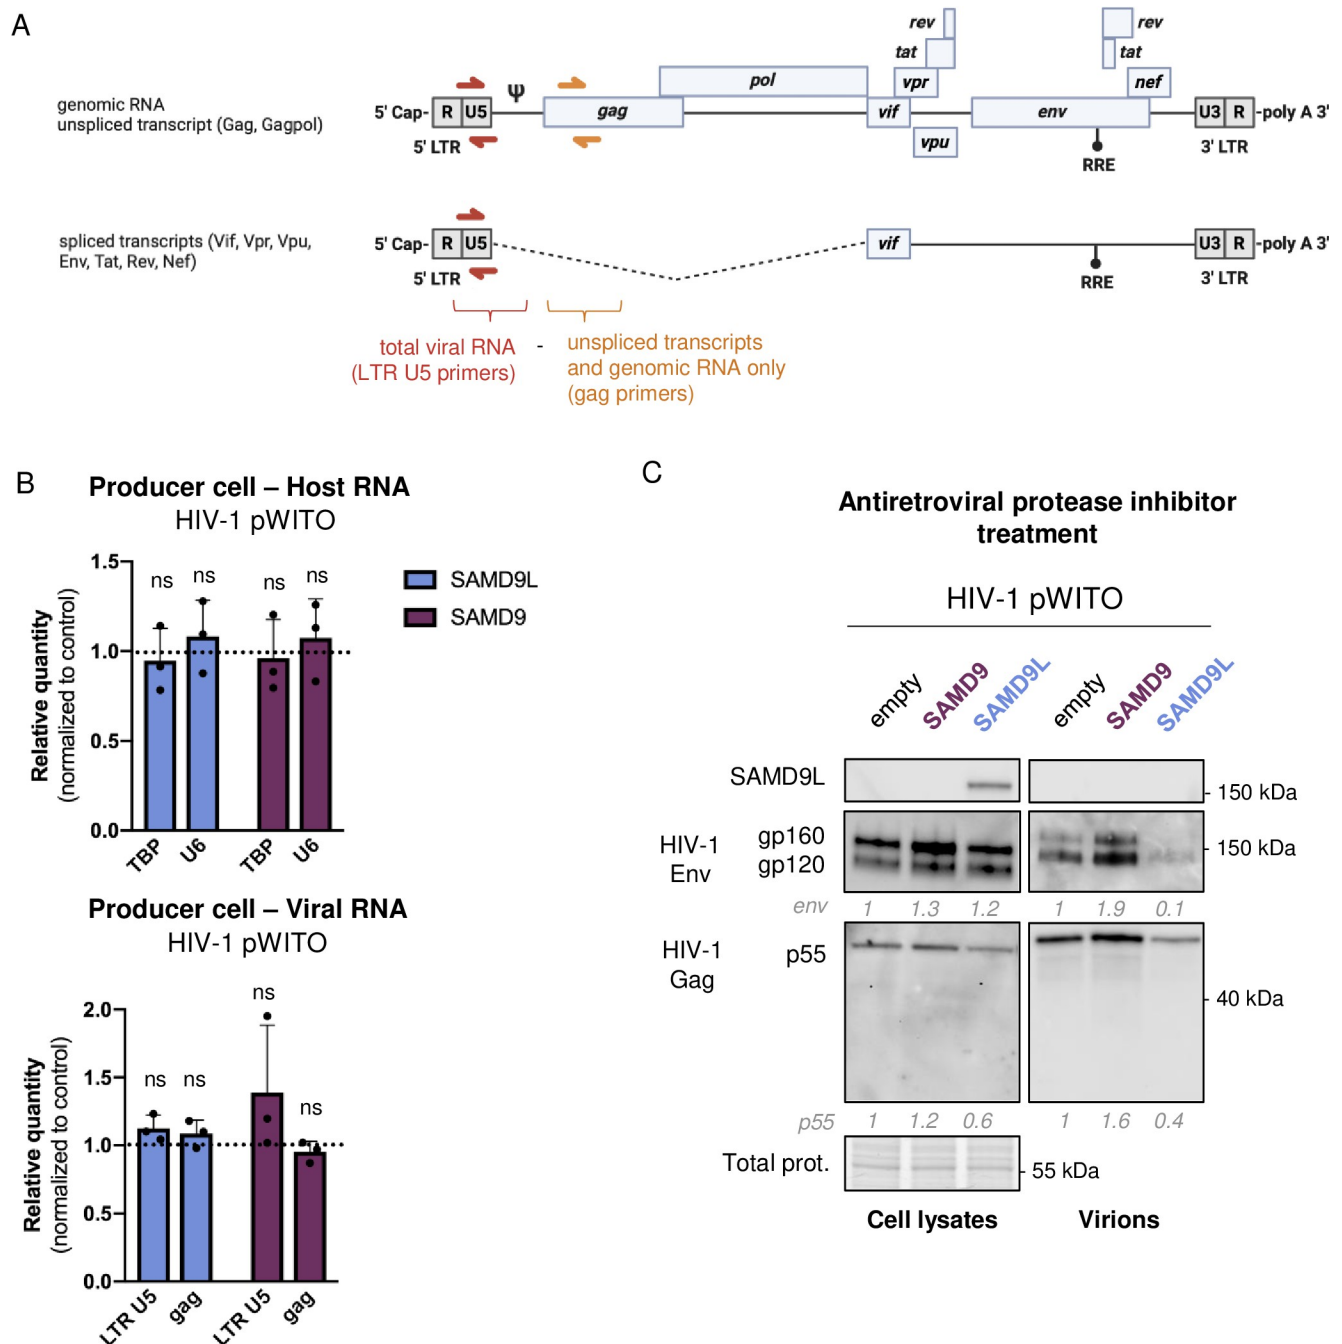 A
genomic RNA
unspliced transcript (Gag, Gagpol)
rev
tat
pol
vpr
5' Cap-
R
U5
Ψ
gag
vif
env
rev
tat
nef
U3
R
-poly A 3'
5' LTR
vpu
RRE
3' LTR
spliced transcripts (Vif, Vpr, Vpu,
Env, Tat, Rev, Nef)
5' Cap-
R
U5
vif
U3
R
-poly A 3'
5' LTR
RRE
3' LTR
total viral RNA
(LTR U5 primers)
-
unspliced transcripts
and genomic RNA only
(gag primers)
B
Producer cell – Host RNA
HIV-1 pWITO
Relative quantity
(normalized to control)
1.5
1.0
0.5
0.0
ns
ns
ns
ns
TBP
U6
TBP
U6
SAMD9L
SAMD9
Producer cell – Viral RNA
HIV-1 pWITO
Relative quantity
(normalized to control)
2.0
1.5
1.0
0.5
0.0
ns
ns
ns
ns
LTR U5
gag
LTR U5
gag
C
Antiretroviral protease inhibitor
treatment
HIV-1 pWITO
empty
SAMD9
SAMD9L
empty
SAMD9
SAMD9L
SAMD9L
- 150 kDa
HIV-1
Env
gp160
gp120
- 150 kDa
env
1
1.3
1.2
1
1.9
0.1
HIV-1
Gag
p55
- 40 kDa
p55
1
1.2
0.6
1
1.6
0.4
Total prot.
- 55 kDa
Cell lysates
Virions